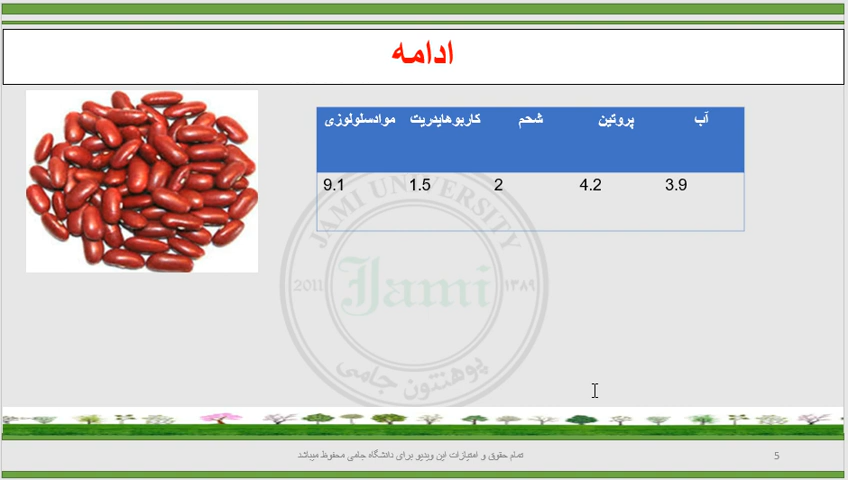 ادامه
آب پروتین شحم کاربوهایدریت موادسلولوزی
3.9 4.2 2 1.5 9.1
JAMI UNIVERSITY
2011 Jami ۱۳۸۹
پوهنتون جامی
تمام حقوق و امتیازات این ویدیو برای دانشگاه جامی محفوظ میباشد
5